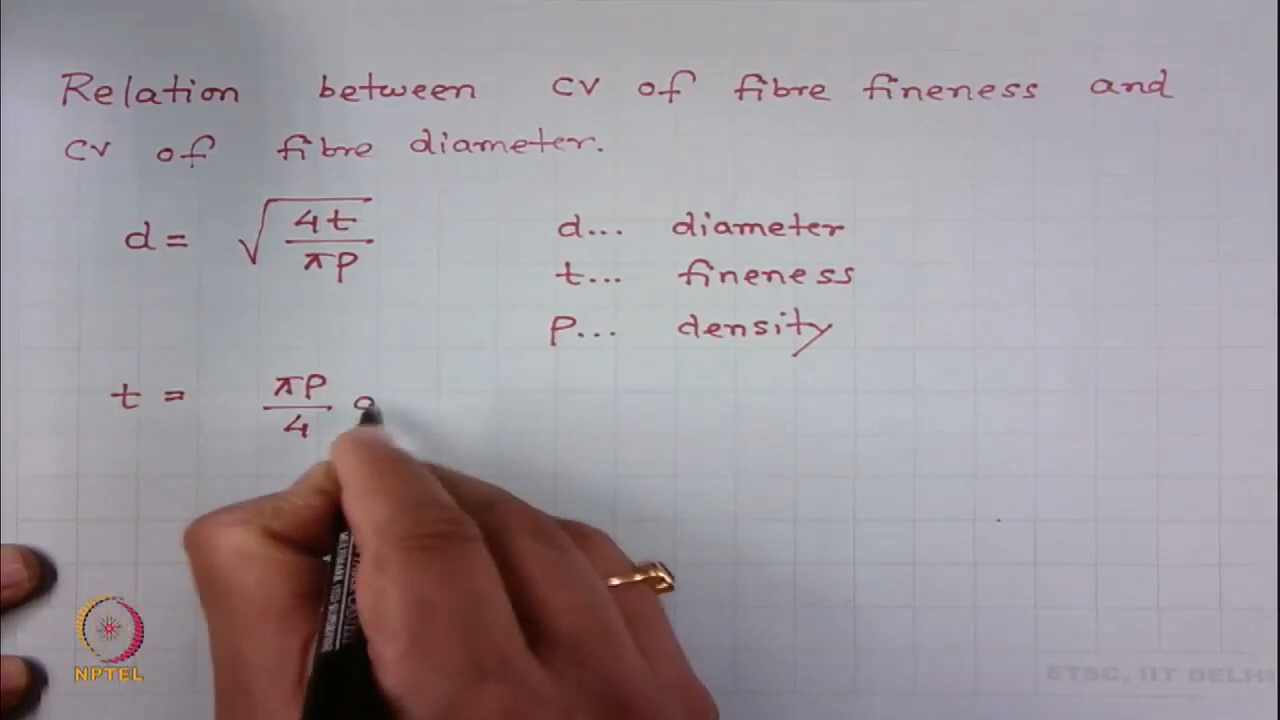 Relation between CV of fibre fineness and
CV of fibre diameter.
d = √(4t/πρ) d... diameter
t... fineness
ρ... density
t = πρ/4
NPTEL
ETSC, IIT DELHI